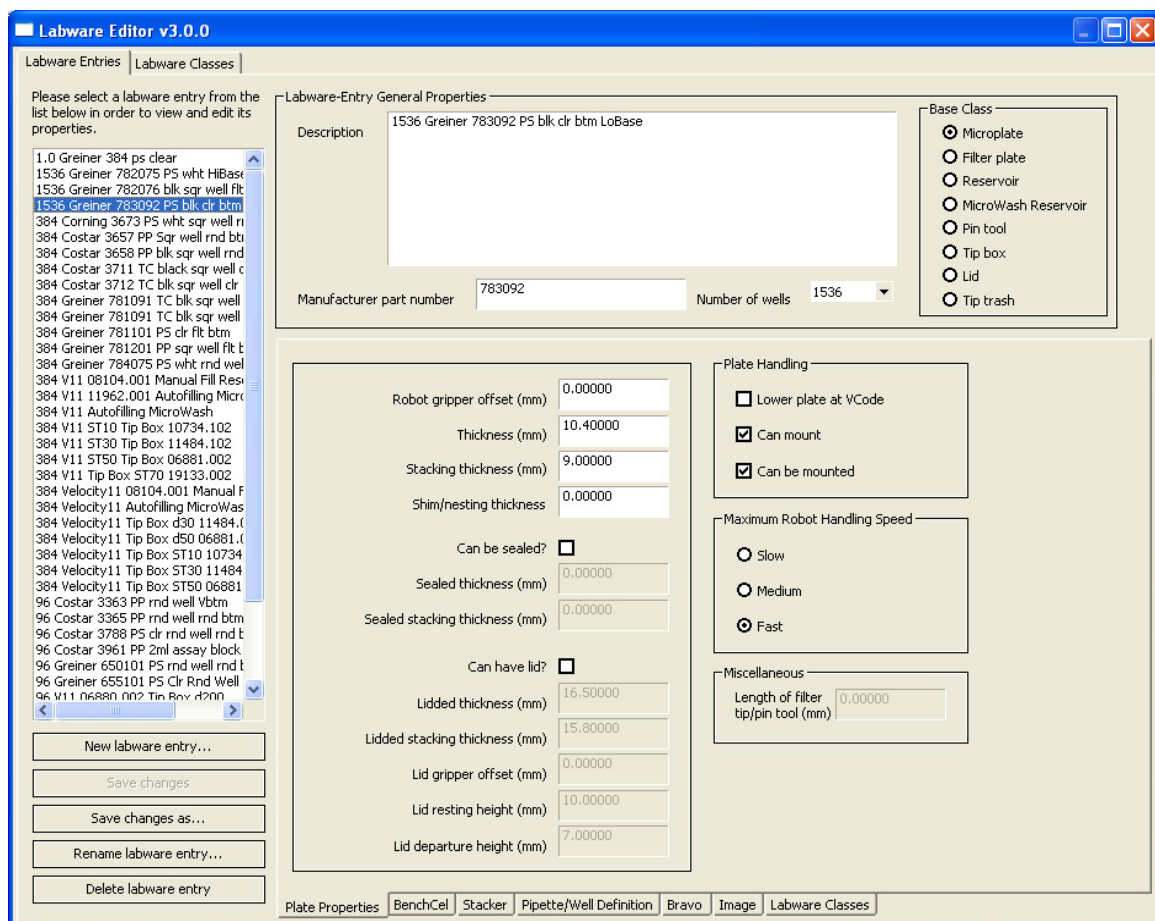 Labware Editor v3.0.0
Labware Entries
Labware Classes
Please select a labware entry from the
list below in order to view and edit its
properties.
1.0 Greiner 384 ps clear
1536 Greiner 782075 PS wht HiBase
1536 Greiner 782076 blk sqr well flt
1536 Greiner 783092 PS blk clr btm
384 Corning 3673 PS wht sqr well
384 Costar 3657 PP Sqr well rnd
384 Costar 3658 PP blk sqr well rnd
384 Costar 3711 TC black sqr well
384 Costar 3712 TC blk sqr well clr
384 Greiner 781091 TC blk sqr well
384 Greiner 781091 TC blk sqr well
384 Greiner 781101 PS clr flt btm
384 Greiner 781201 PP sqr well flt
384 Greiner 784075 PS wht rnd
384 V11 08104.001 Manual Fill
384 V11 11962.001 Autofilling
384 V11 Autofilling MicroWash
384 V11 ST10 Tip Box 10734.102
384 V11 ST30 Tip Box 11484.102
384 V11 ST50 Tip Box 06881.002
384 V11 Tip Box ST70 19133.002
384 Velocity11 08104.001 Manual
384 Velocity11 Autofilling
384 Velocity11 Tip Box d30
384 Velocity11 Tip Box d50
384 Velocity11 Tip Box ST10 10734
384 Velocity11 Tip Box ST30 11484
384 Velocity11 Tip Box ST50 06881
96 Costar 3363 PP rnd well Vbtm
96 Costar 3365 PP rnd well rnd btm
96 Costar 3788 PS clr rnd well rnd
96 Costar 3961 PP 2ml assay block
96 Greiner 650101 PS rnd well rnd
96 Greiner 655101 PS Clr Rnd Well
96 V11 06880.002 Tip Box d200
New labware entry...
Save changes
Save changes as...
Rename labware entry...
Delete labware entry
Labware-Entry General Properties
Description
1536 Greiner 783092 PS blk clr btm LoBase
Manufacturer part number
783092
Number of wells
1536
Base Class
Microplate
Filter plate
Reservoir
MicroWash Reservoir
Pin tool
Tip box
Lid
Tip trash
Robot gripper offset (mm) 0.00000
Thickness (mm) 10.40000
Stacking thickness (mm) 9.00000
Shim/nesting thickness 0.00000
Can be sealed?
Sealed thickness (mm) 0.00000
Sealed stacking thickness (mm) 0.00000
Can have lid?
Lidded thickness (mm) 16.50000
Lidded stacking thickness (mm) 15.80000
Lid gripper offset (mm) 0.00000
Lid resting height (mm) 10.00000
Lid departure height (mm) 7.00000
Plate Handling
Lower plate at VCode
Can mount
Can be mounted
Maximum Robot Handling Speed
Slow
Medium
Fast
Miscellaneous
Length of filter
tip/pin tool (mm) 0.00000
Plate Properties
BenchCel
Stacker
Pipette/Well Definition
Bravo
Image
Labware Classes